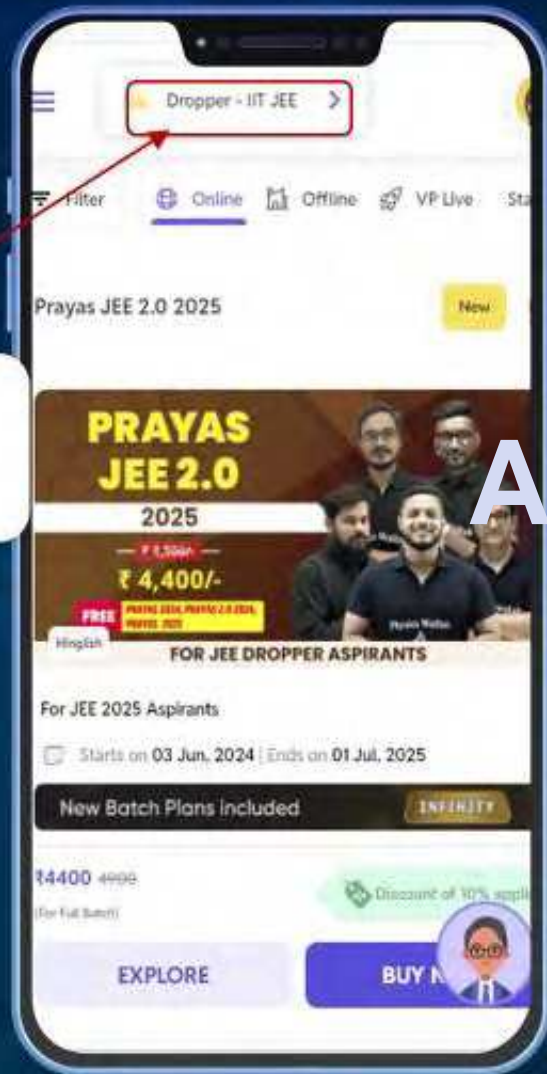 Dropper - IIT JEE >
Filter Online Offline VP Live Sta
Prayas JEE 2.0 2025 New
PRAYAS
JEE 2.0
A
2025
₹ 4,400/-
FREE
Hinglish
Physics Wallah
FOR JEE DROPPER ASPIRANTS
For JEE 2025 Aspirants
Starts on 03 Jun, 2024 | Ends on 01 Jul, 2025
New Batch Plans included INFINITY
₹4400 4900 Discount of 10% appli
(For Full Batch)
EXPLORE BUY N